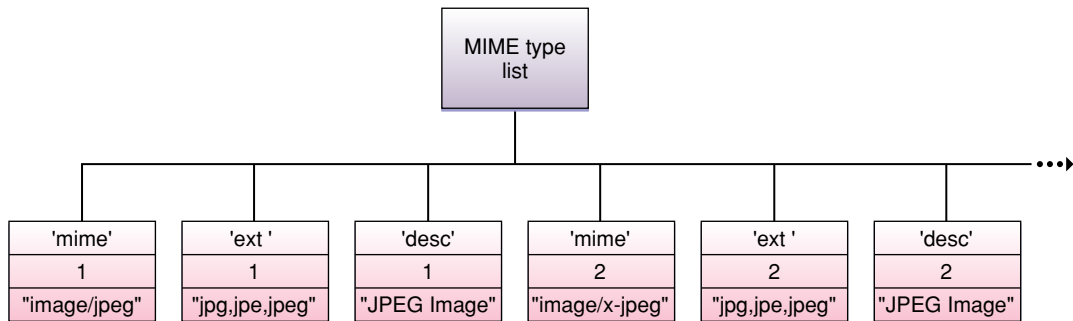 MIME type
list
'mime'
'ext '
'desc'
'mime'
'ext '
'desc'
1
1
1
2
2
2
"image/jpeg"
"jpg,jpe,jpeg"
"JPEG Image"
"image/x-jpeg"
"jpg,jpe,jpeg"
"JPEG Image"